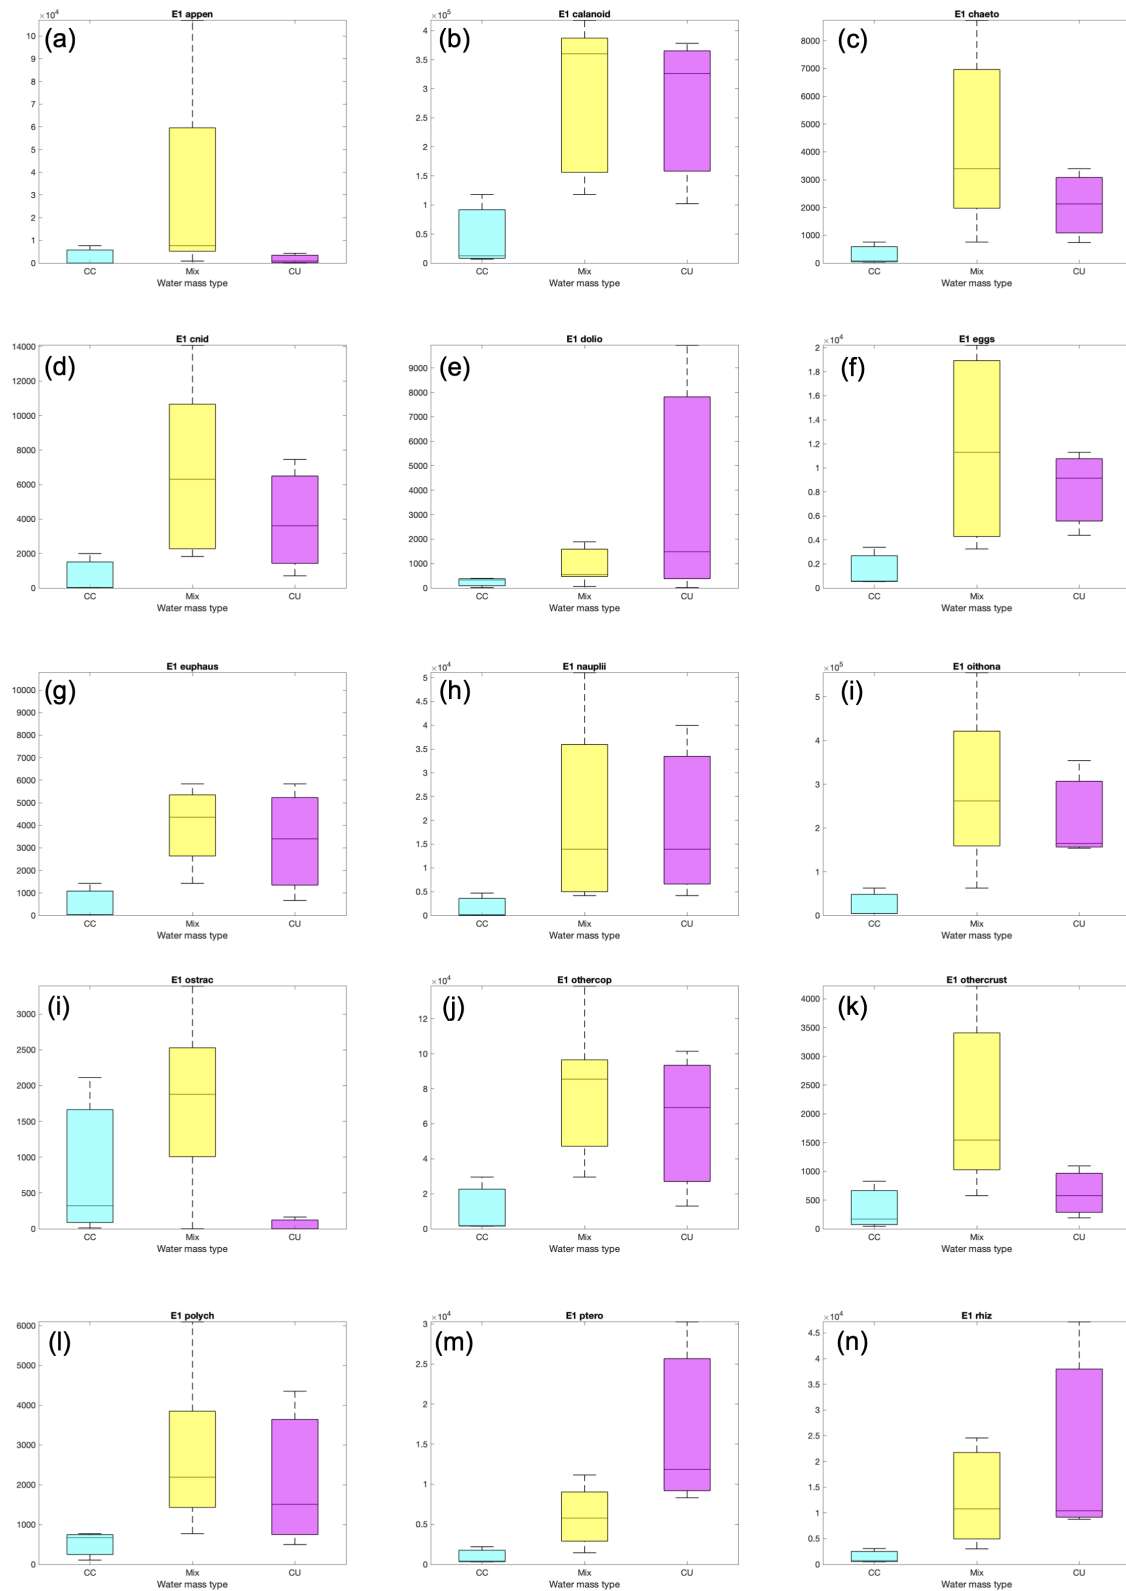 E1 appen
×10⁴
(a)
10
9
8
7
6
5
4
3
2
1
0
CC Mix CU
Water mass type
E1 calanoid
×10⁵
(b)
4
3.5
3
2.5
2
1.5
1
0.5
0
CC Mix CU
Water mass type
E1 chaeto
(c)
8000
7000
6000
5000
4000
3000
2000
1000
0
CC Mix CU
Water mass type
E1 cnid
(d)
14000
12000
10000
8000
6000
4000
2000
0
CC Mix CU
Water mass type
E1 dolio
(e)
9000
8000
7000
6000
5000
4000
3000
2000
1000
0
CC Mix CU
Water mass type
E1 eggs
×10⁴
(f)
2
1.8
1.6
1.4
1.2
1
0.8
0.6
0.4
0.2
0
CC Mix CU
Water mass type
E1 euphaus
(g)
10000
9000
8000
7000
6000
5000
4000
3000
2000
1000
0
CC Mix CU
Water mass type
E1 nauplii
×10⁴
(h)
5
4.5
4
3.5
3
2.5
2
1.5
1
0.5
0
CC Mix CU
Water mass type
E1 oithona
×10⁵
(i)
5
4
3
2
1
0
CC Mix CU
Water mass type
E1 ostrac
(i)
3000
2500
2000
1500
1000
500
0
CC Mix CU
Water mass type
E1 othercop
×10⁴
(j)
12
10
8
6
4
2
0
CC Mix CU
Water mass type
E1 othercrust
(k)
4000
3500
3000
2500
2000
1500
1000
500
0
CC Mix CU
Water mass type
E1 polych
(l)
6000
5000
4000
3000
2000
1000
0
CC Mix CU
Water mass type
E1 ptero
×10⁴
(m)
3
2.5
2
1.5
1
0.5
0
CC Mix CU
Water mass type
E1 rhiz
×10⁴
(n)
4.5
4
3.5
3
2.5
2
1.5
1
0.5
0
CC Mix CU
Water mass type